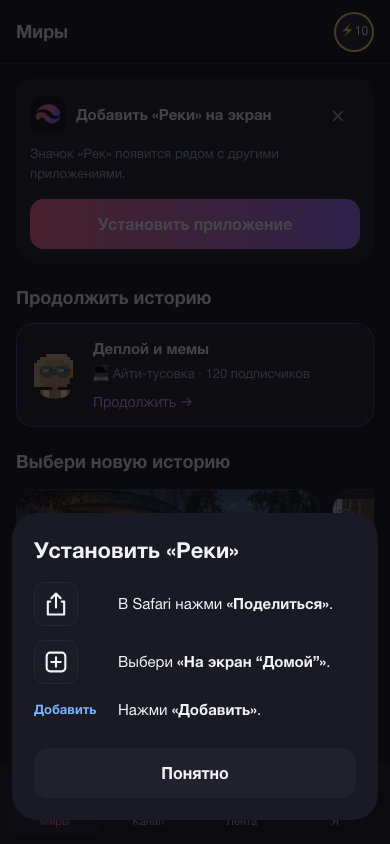 Миры
⚡10
Добавить «Реки» на экран
Значок «Рек» появится рядом с другими
приложениями.
Установить приложение
Продолжить историю
Деплой и мемы
Айти-тусовка · 120 подписчиков
Продолжить →
Выбери новую историю
Установить «Реки»
В Safari нажми «Поделиться».
Выбери «На экран “Домой”».
Добавить
Нажми «Добавить».
Понятно
Миры
Канал
Лента
Я